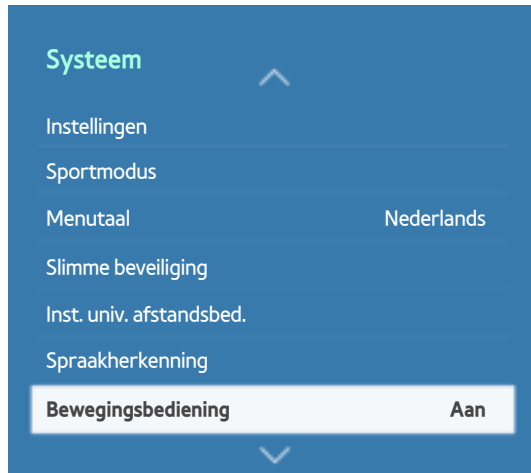 Systeem
Instellingen
Sportmodus
Menutaal Nederlands
Slimme beveiliging
Inst. univ. afstandsbed.
Spraakherkenning
Bewegingsbediening Aan